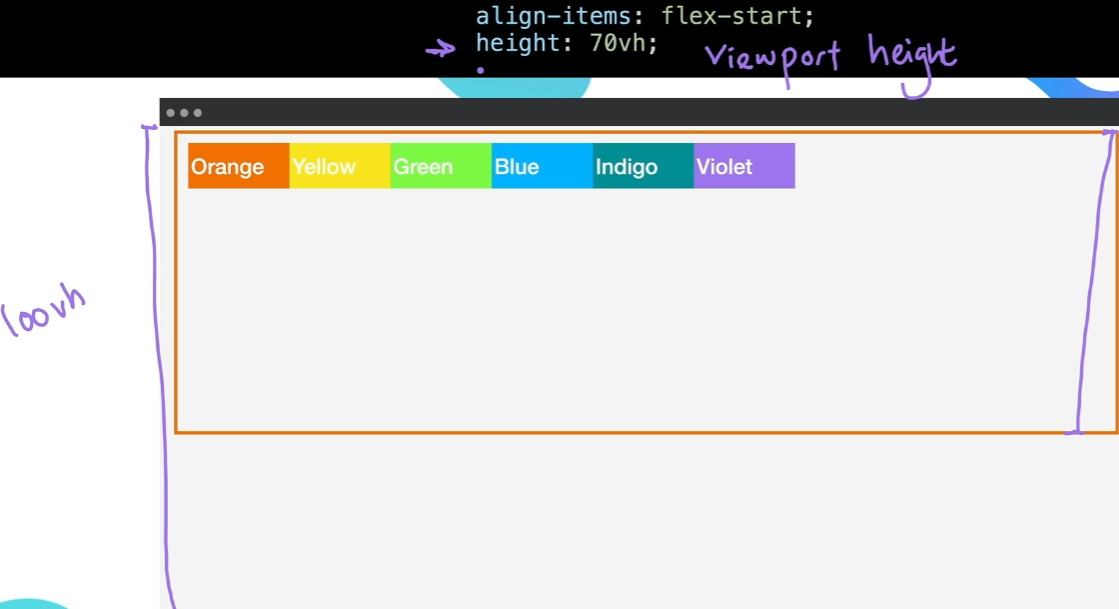 align-items: flex-start;
height: 70vh;
Viewport height
Orange Yellow Green Blue Indigo Violet
100vh